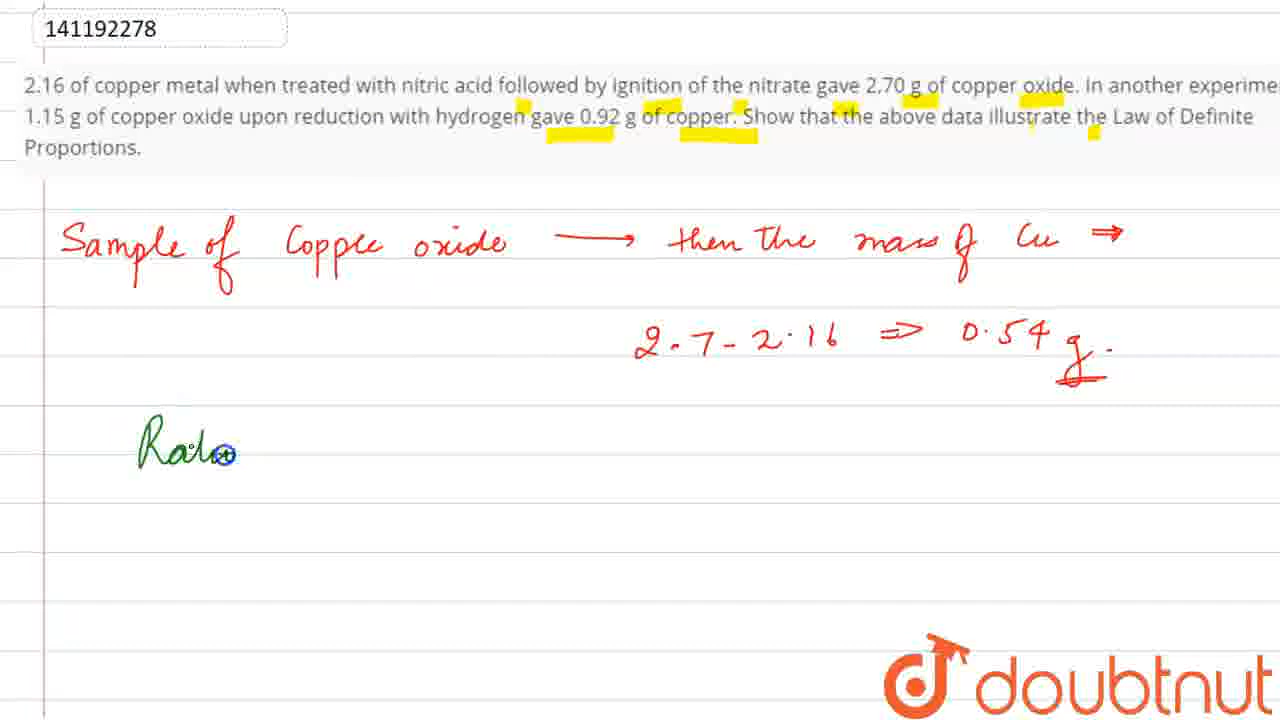 141192278
2.16 of copper metal when treated with nitric acid followed by ignition of the nitrate gave 2.70 g of copper oxide. In another experime
1.15 g of copper oxide upon reduction with hydrogen gave 0.92 g of copper. Show that the above data illustrate the Law of Definite
Proportions.
Sample of Copple oxide → then the mass of Cu ⇒
2.7 - 2.16 ⇒ 0.54 g.
Ratio
doubtnut